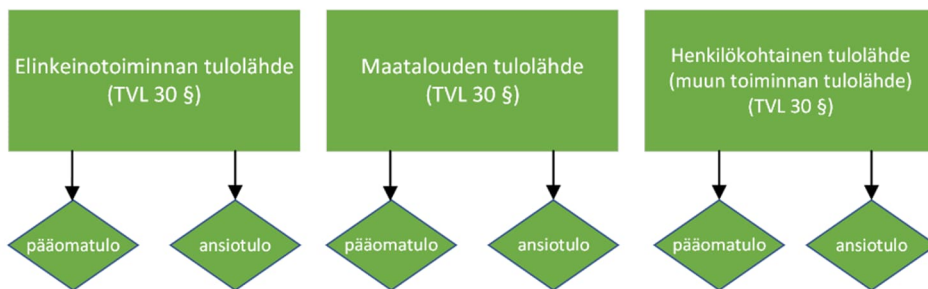 Elinkeinotoiminnan tulolähde
(TVL 30 §)
Maatalouden tulolähde
(TVL 30 §)
Henkilökohtainen tulolähde
(muun toiminnan tulolähde)
(TVL 30 §)
pääomatulo
ansiotulo
pääomatulo
ansiotulo
pääomatulo
ansiotulo